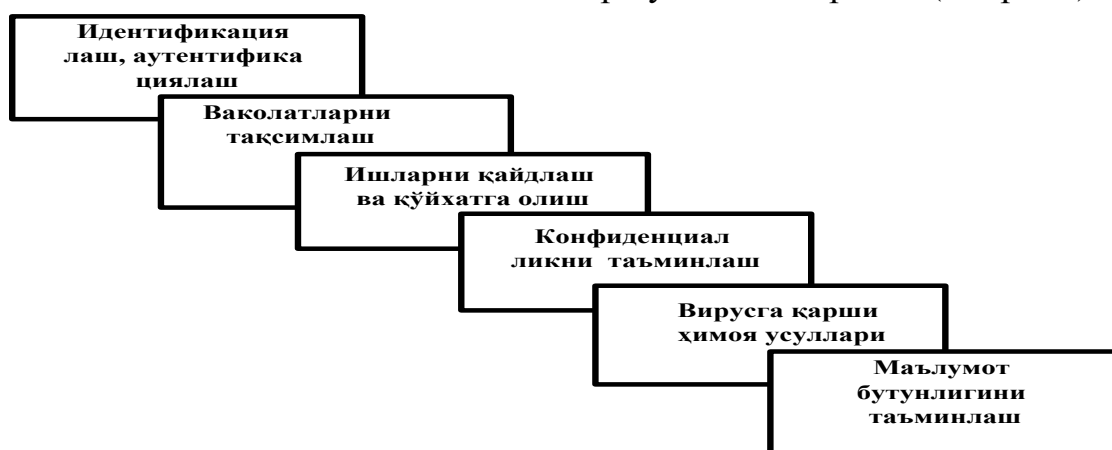 Идентификация
лаш, аутентифика
циялаш
Ваколатларни
тақсимлаш
Ишларни қайдлаш
ва қўйхатга олиш
Конфиденциал
ликни таъминлаш
Вирусга қарши
ҳимоя усуллари
Маълумот
бутунлигини
таъминлаш